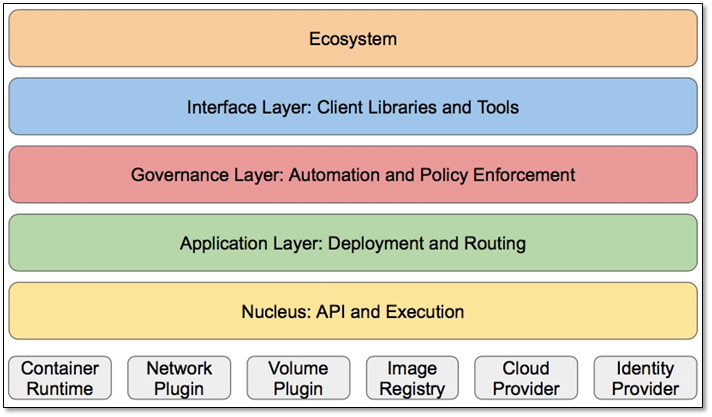 Ecosystem
Interface Layer: Client Libraries and Tools
Governance Layer: Automation and Policy Enforcement
Application Layer: Deployment and Routing
Nucleus: API and Execution
Container
Runtime
Network
Plugin
Volume
Plugin
Image
Registry
Cloud
Provider
Identity
Provider